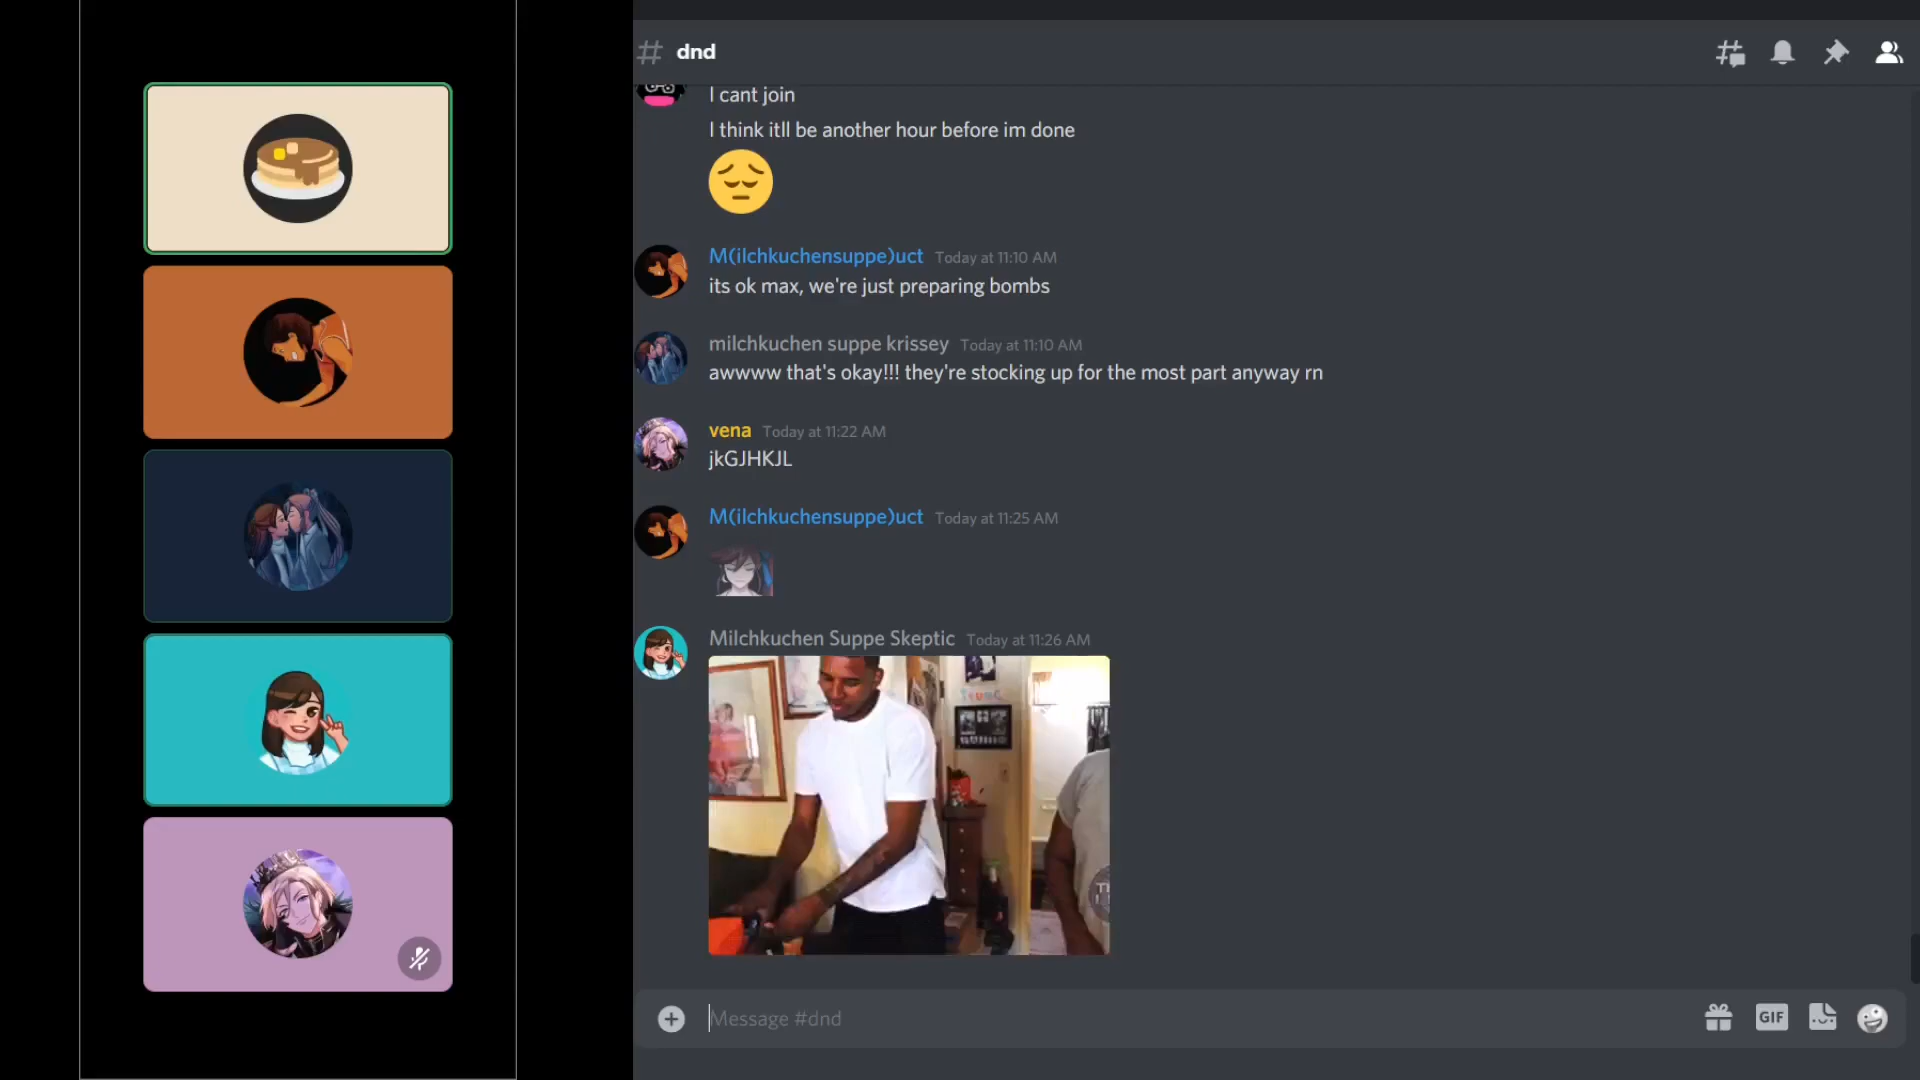 dnd
I cant join
I think itll be another hour before im done
M(ilchkuchensuppe)uct Today at 11:10 AM
its ok max, we're just preparing bombs
milchkuchen suppe krissey Today at 11:10 AM
awwww that's okay!!! they're stocking up for the most part anyway rn
vena Today at 11:22 AM
jkGJHKJL
M(ilchkuchensuppe)uct Today at 11:25 AM
Milchkuchen Suppe Skeptic Today at 11:26 AM
Message #dnd
GIF